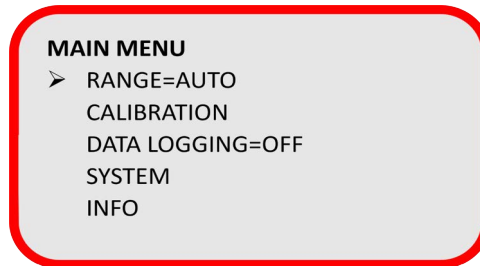 MAIN MENU
➢ RANGE=AUTO
CALIBRATION
DATA LOGGING=OFF
SYSTEM
INFO